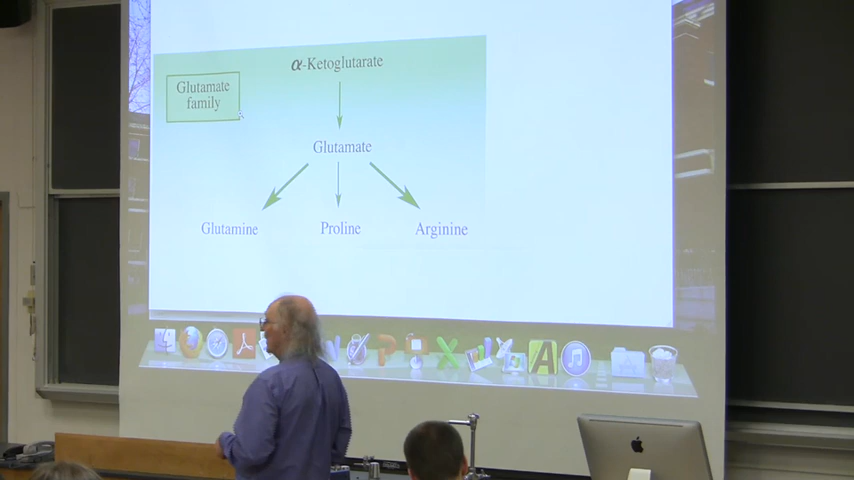 α-Ketoglutarate
Glutamate
family
Glutamate
Glutamine
Proline
Arginine